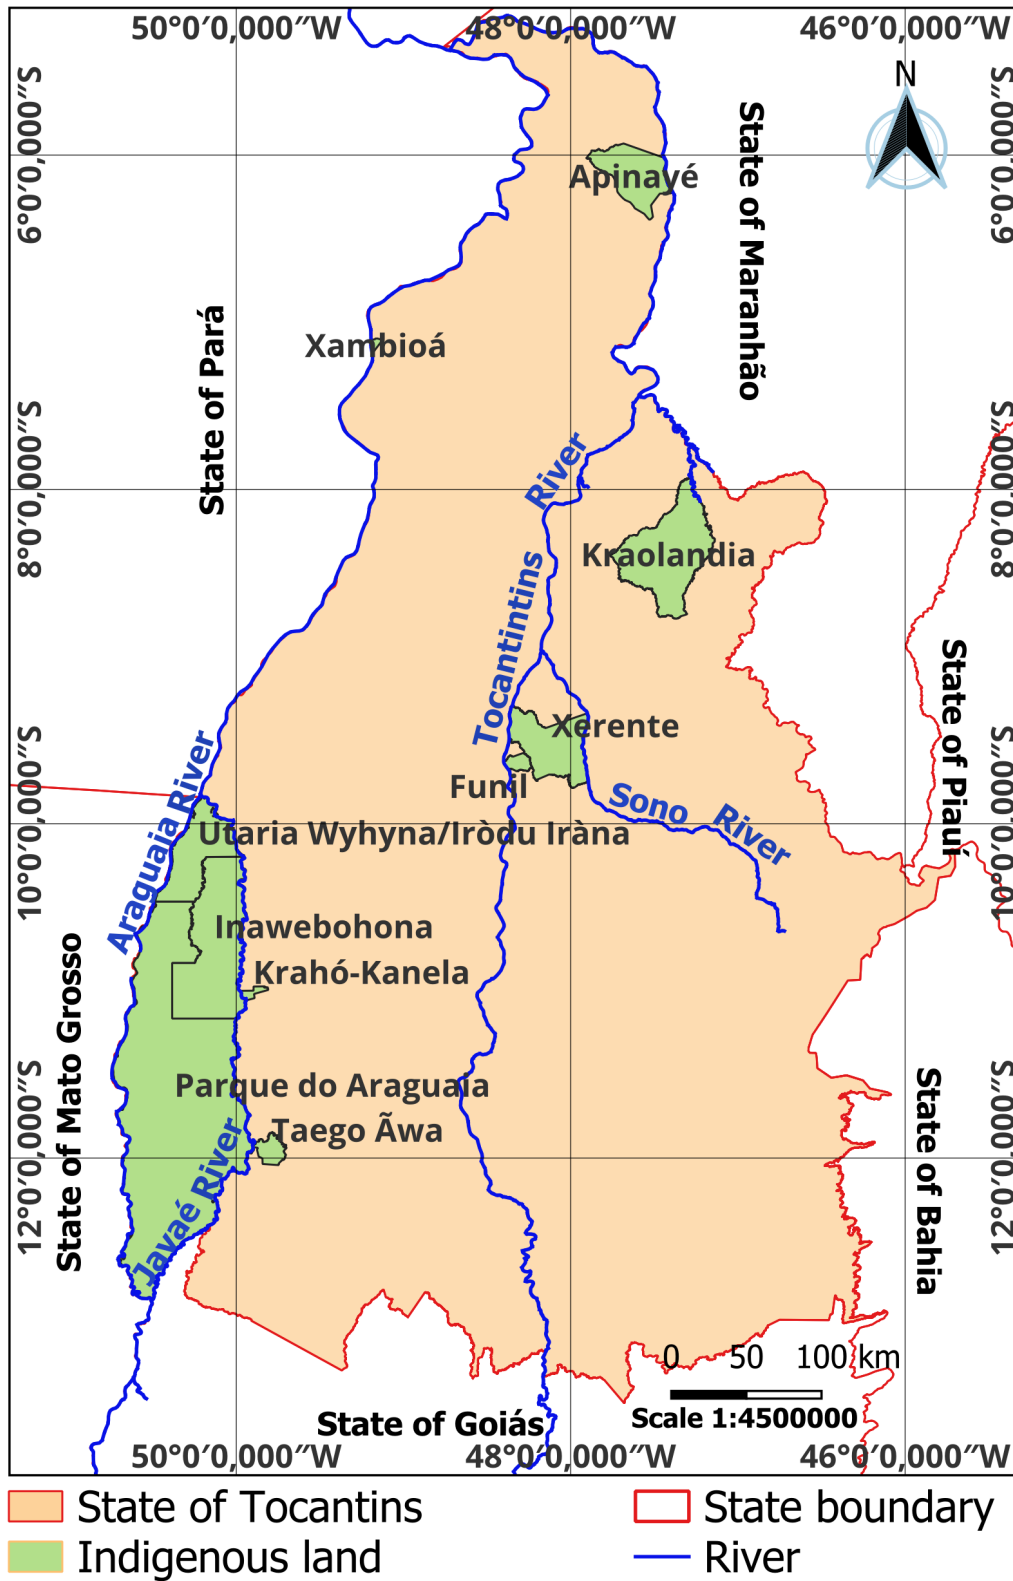 50°0′0,000″W 48°0′0,000″W 46°0′0,000″W
N
6°0′0,000″S
6°0′0,000″S
Apinayé
State of Maranhão
Xambioá
State of Pará
8°0′0,000″S
8°0′0,000″S
River
Kraolandia
Tocantintins
Xerente
State of Piauí
Funil
Sono River
Araguaia River
Utaria Wyhyna/Iròdu Iràna
10°0′0,000″S
10°0′0,000″S
Inawebohona
Krahó-Kanela
State of Mato Grosso
Parque do Araguaia
Taego Ãwa
Javaé River
12°0′0,000″S
12°0′0,000″S
State of Bahia
0 50 100 km
Scale 1:4500000
State of Goiás
50°0′0,000″W 48°0′0,000″W 46°0′0,000″W
State of Tocantins
State boundary
Indigenous land
River